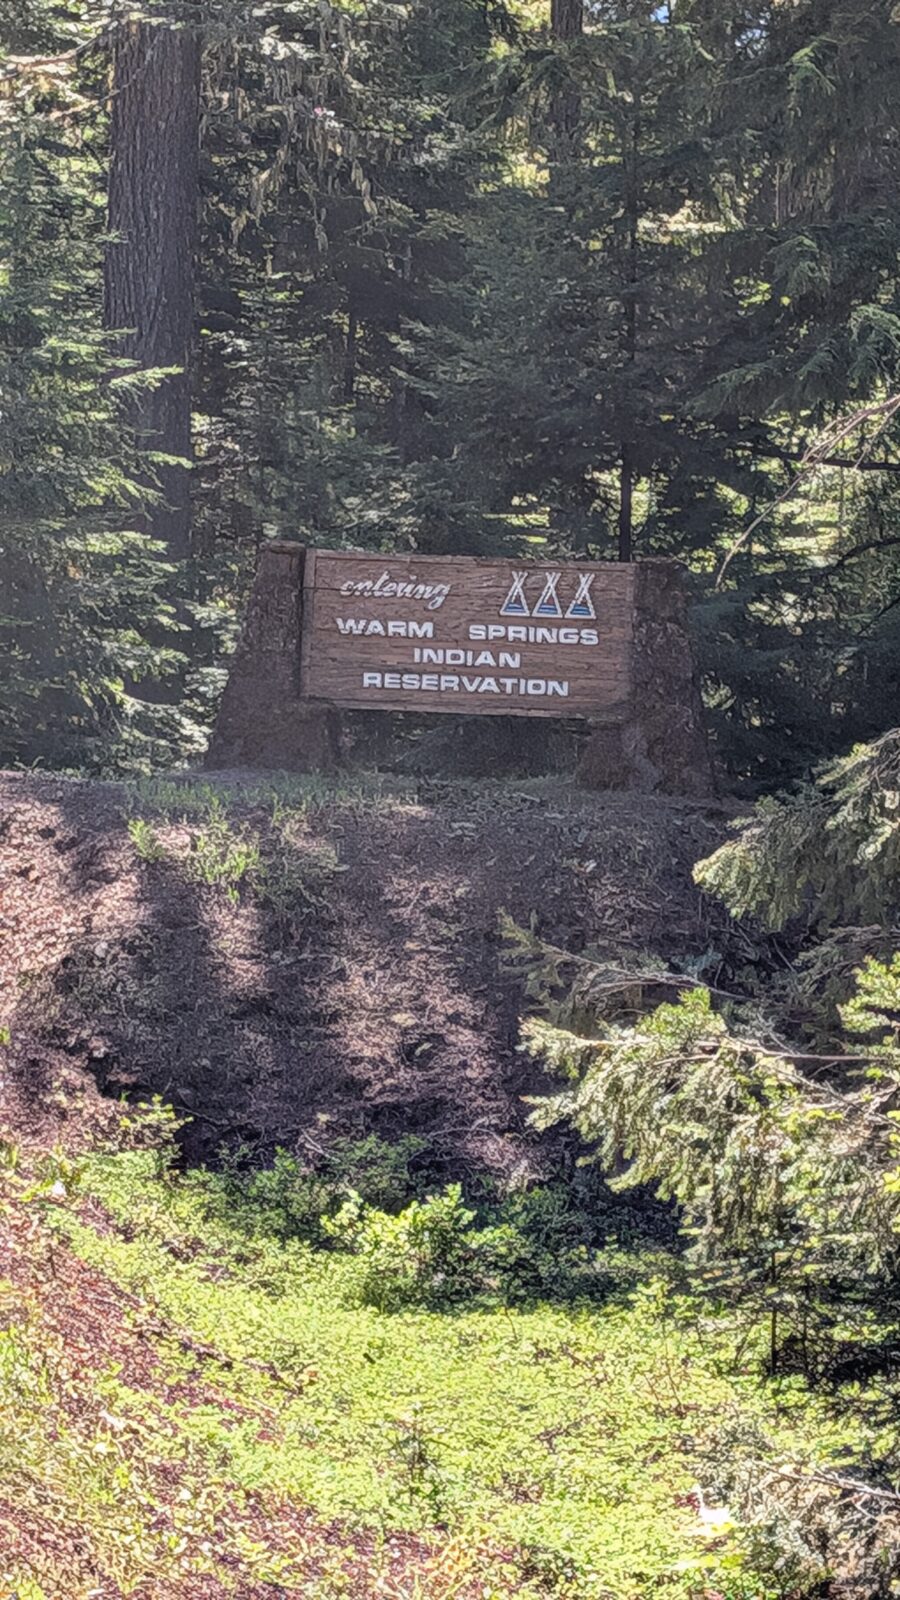 entering
WARM SPRINGS
INDIAN
RESERVATION